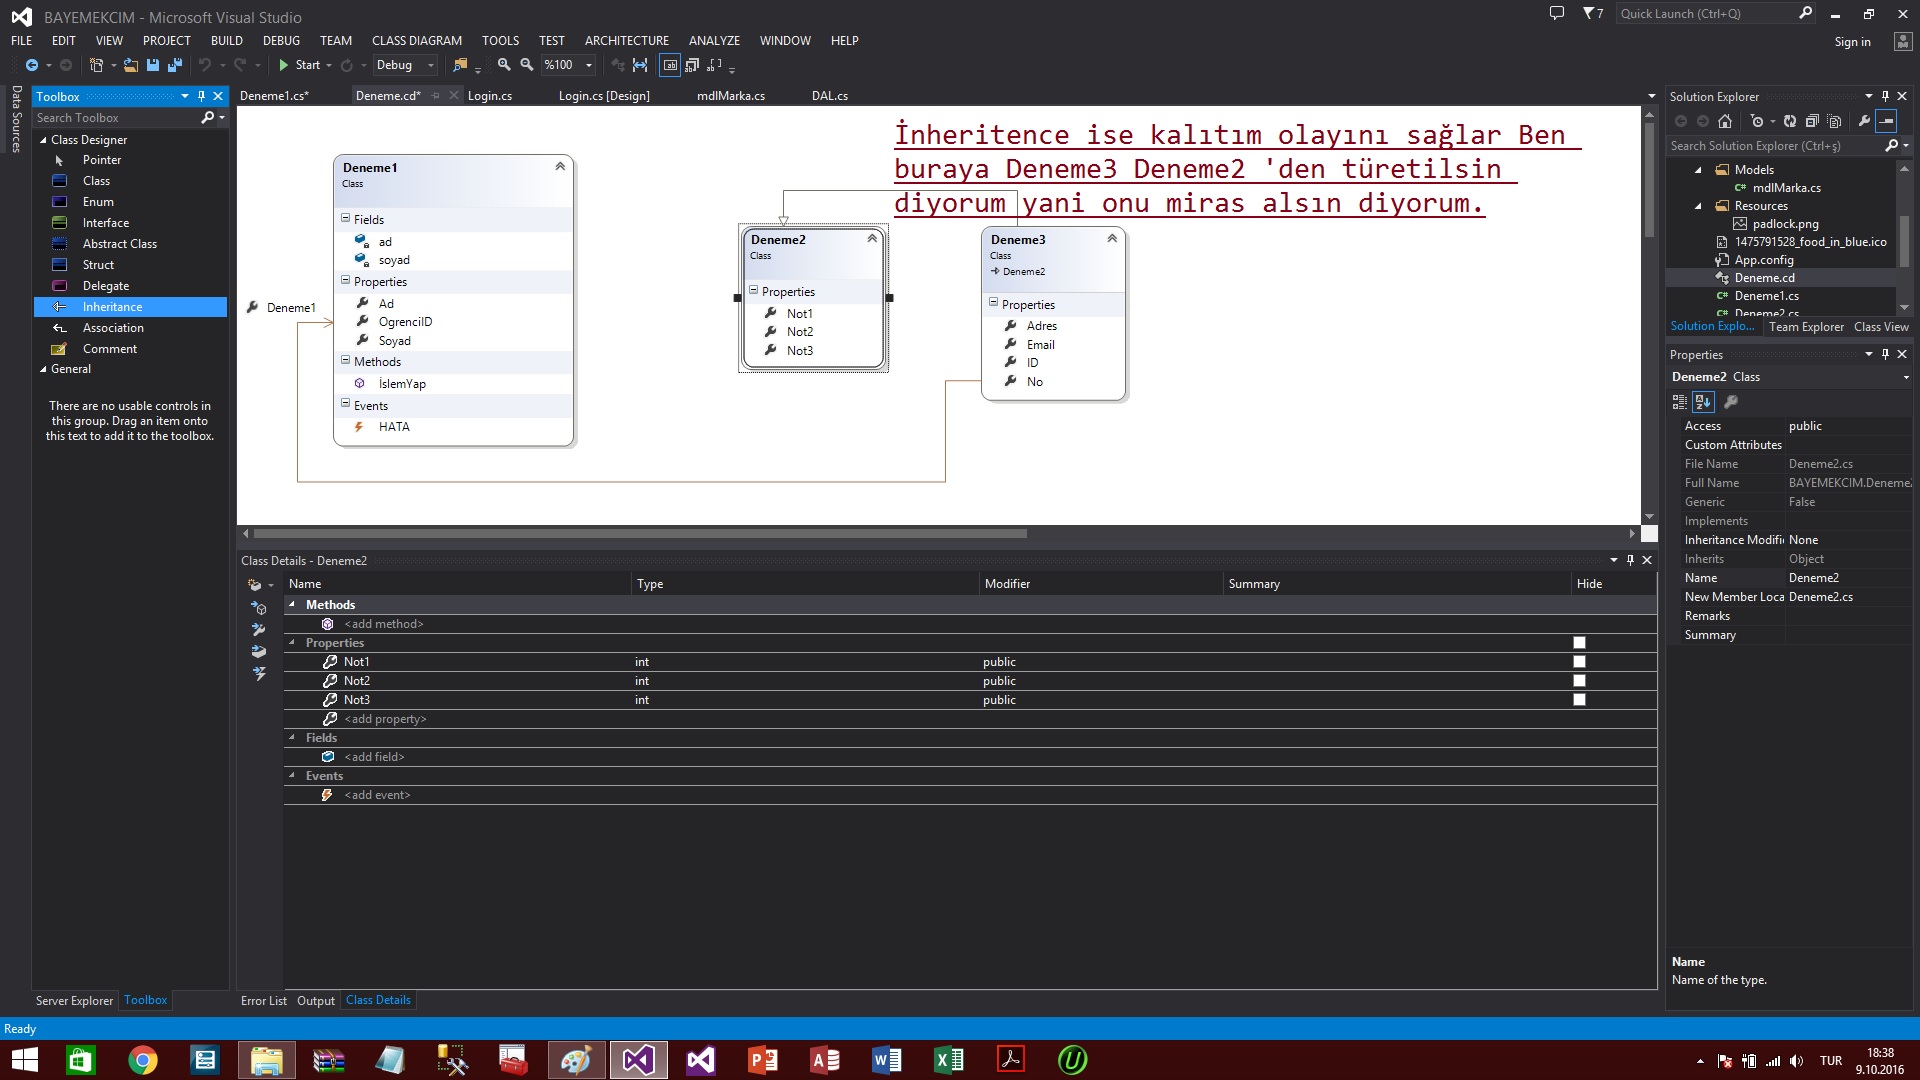 BAYEMEKCIM - Microsoft Visual Studio
7
Quick Launch (Ctrl+Q)
FILE EDIT VIEW PROJECT BUILD DEBUG TEAM CLASS DIAGRAM TOOLS TEST ARCHITECTURE ANALYZE WINDOW HELP
Sign in
Start Debug %100
Data Sources
Toolbox
Search Toolbox
Class Designer
Pointer
Class
Enum
Interface
Abstract Class
Struct
Delegate
Inheritance
Association
Comment
General
There are no usable controls in
this group. Drag an item onto
this text to add it to the toolbox.
Server Explorer Toolbox
Deneme1.cs* Deneme.cd* Login.cs Login.cs [Design] mdlMarka.cs DAL.cs
İnheritence ise kalıtım olayını sağlar Ben
buraya Deneme3 Deneme2 'den türetilsin
diyorum yani onu miras alsın diyorum.
Deneme1
Deneme1
Class
Fields
ad
soyad
Properties
Ad
OgrenciID
Soyad
Methods
İslemYap
Events
HATA
Deneme2
Class
Properties
Not1
Not2
Not3
Deneme3
Class
Deneme2
Properties
Adres
Email
ID
No
Class Details - Deneme2
Name Type Modifier Summary Hide
Methods
<add method>
Properties
Not1 int public
Not2 int public
Not3 int public
<add property>
Fields
<add field>
Events
<add event>
Error List Output Class Details
Solution Explorer
Search Solution Explorer (Ctrl+ş)
Models
C# mdlMarka.cs
Resources
padlock.png
1475791528_food_in_blue.ico
App.config
Deneme.cd
C# Deneme1.cs
C# Deneme2.cs
Solution Explo... Team Explorer Class View
Properties
Deneme2 Class
Access public
Custom Attributes
File Name Deneme2.cs
Full Name BAYEMEKCIM.Deneme2
Generic False
Implements
Inheritance Modifi None
Inherits Object
Name Deneme2
New Member Loca Deneme2.cs
Remarks
Summary
Name
Name of the type.
Ready
TUR
18:38
9.10.2016